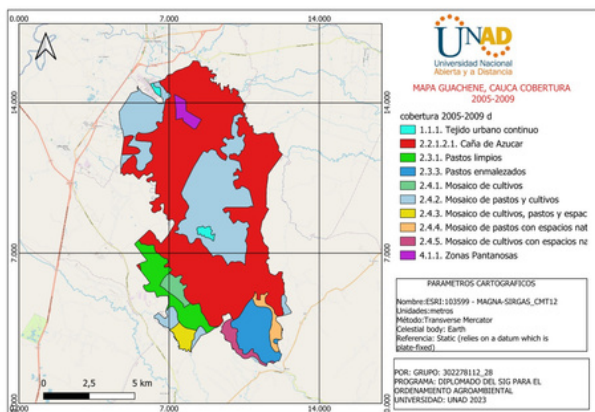 0.000 7.000 14.000
UNAD
Universidad Nacional
Abierta y a Distancia
MAPA GUACHENE, CAUCA COBERTURA
2005-2009
cobertura 2005-2009 d
1.1.1. Tejido urbano continuo
2.2.1.2.1. Caña de Azucar
2.3.1. Pastos limpios
2.3.3. Pastos enmalezados
2.4.1. Mosaico de cultivos
2.4.2. Mosaico de pastos y cultivos
2.4.3. Mosaico de cultivos, pastos y espac
2.4.4. Mosaico de pastos con espacios nat
2.4.5. Mosaico de cultivos con espacios na
4.1.1. Zonas Pantanosas
14.000 14.000
7.000 7.000
PARAMETROS CARTOGRAFICOS
Nombre:ESRI:103599 - MAGNA-SIRGAS_CMT12
Unidades:metros
Método:Transverse Mercator
Celestial body: Earth
Referencia: Static (relies on a datum which is
plate-fixed)
POR: GRUPO: 302278112_28
PROGRAMA: DIPLOMADO DEL SIG PARA EL
ORDENAMIENTO AGROAMBIENTAL
UNIVERSIDAD: UNAD 2023
0 2,5 5 km
7.000 14.000